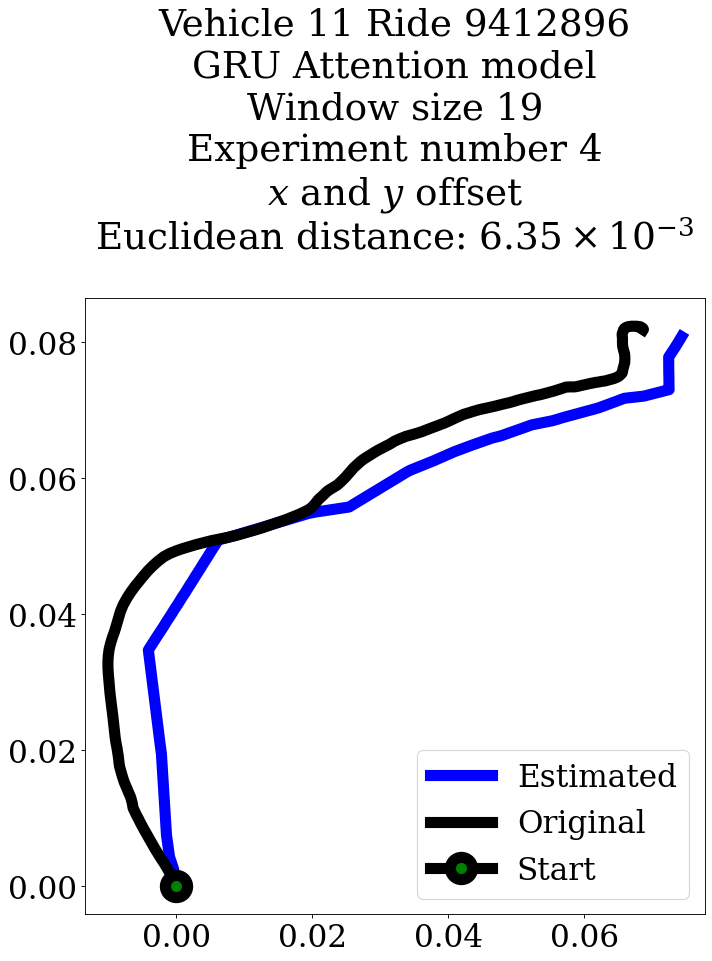 Vehicle 11 Ride 9412896
GRU Attention model
Window size 19
Experiment number 4
x and y offset
Euclidean distance: 6.35 × 10⁻³
0.08
0.06
0.04
0.02
0.00
Estimated
Original
Start
0.00 0.02 0.04 0.06